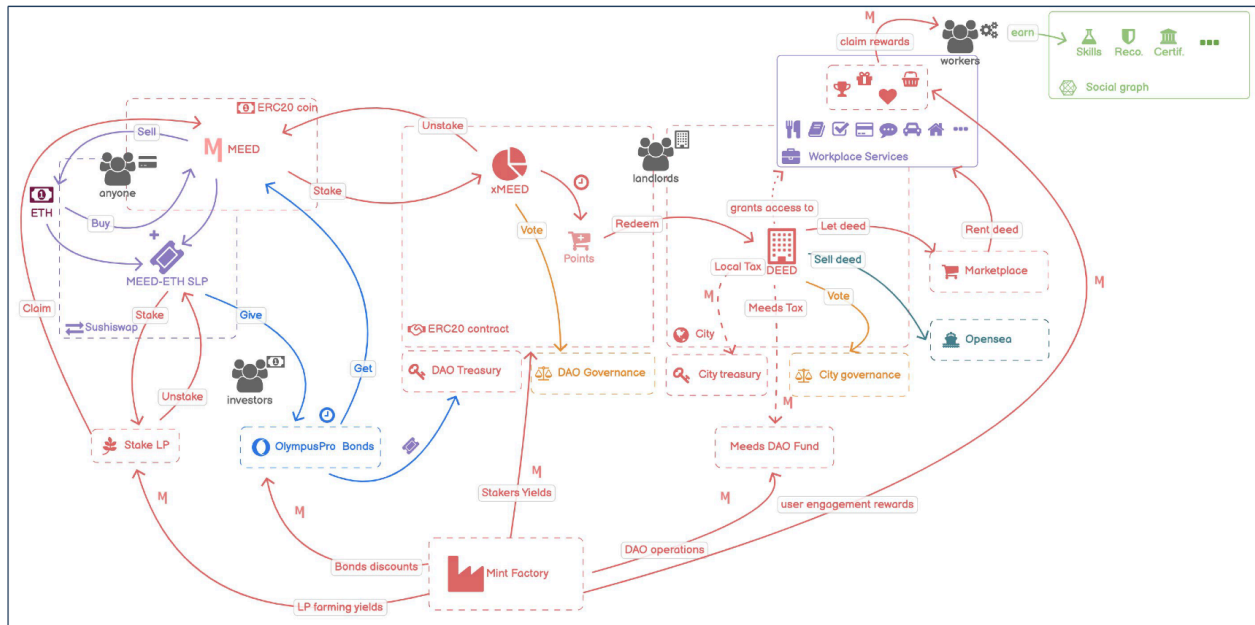 claim rewards
workers
earn
Skills
Reco.
Certif.
Social graph
ERC20 coin
MEED
Sell
anyone
ETH
Buy
Stake
Unstake
xMEED
Vote
Points
landlords
Workplace Services
grants access to
Redeem
DEED
Let deed
Rent deed
Marketplace
Sell deed
Local Tax
M
Meeds Tax
Vote
M
MEED-ETH SLP
Claim
Stake
Give
Sushiswap
ERC20 contract
City
Opensea
DAO Treasury
DAO Governance
City treasury
City governance
investors
Get
Unstake
M
Stake LP
OlympusPro Bonds
Meeds DAO Fund
M
Stakers Yields
M
M
M
user engagement rewards
DAO operations
Bonds discounts
Mint Factory
LP farming yields